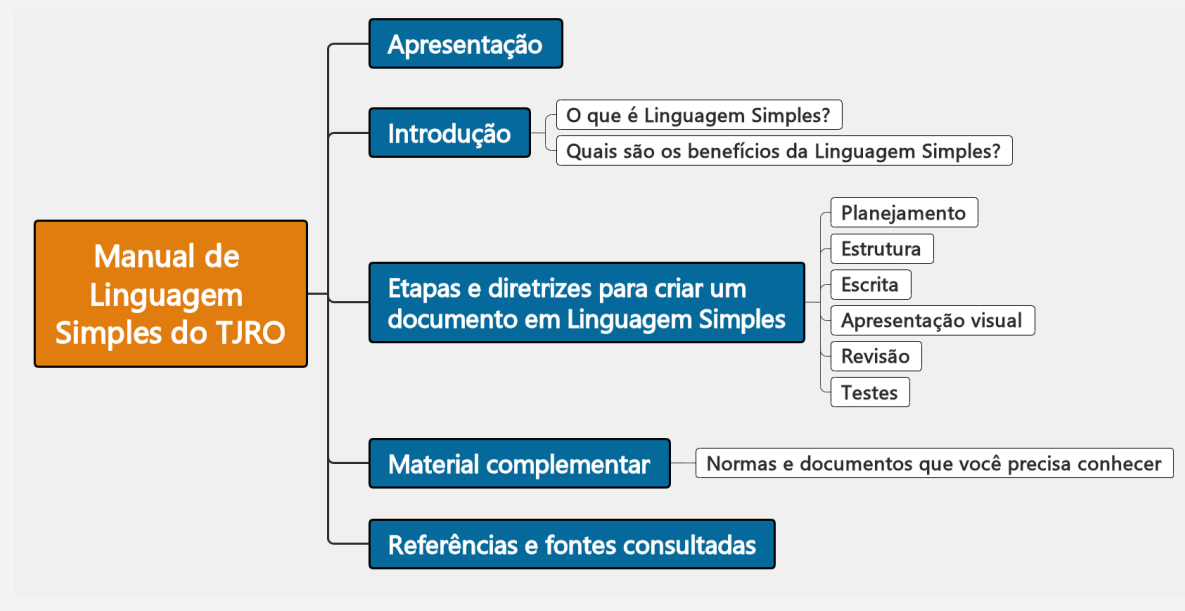 Manual de
Linguagem
Simples do TJRO
Apresentação
Introdução
O que é Linguagem Simples?
Quais são os benefícios da Linguagem Simples?
Etapas e diretrizes para criar um
documento em Linguagem Simples
Planejamento
Estrutura
Escrita
Apresentação visual
Revisão
Testes
Material complementar
Normas e documentos que você precisa conhecer
Referências e fontes consultadas